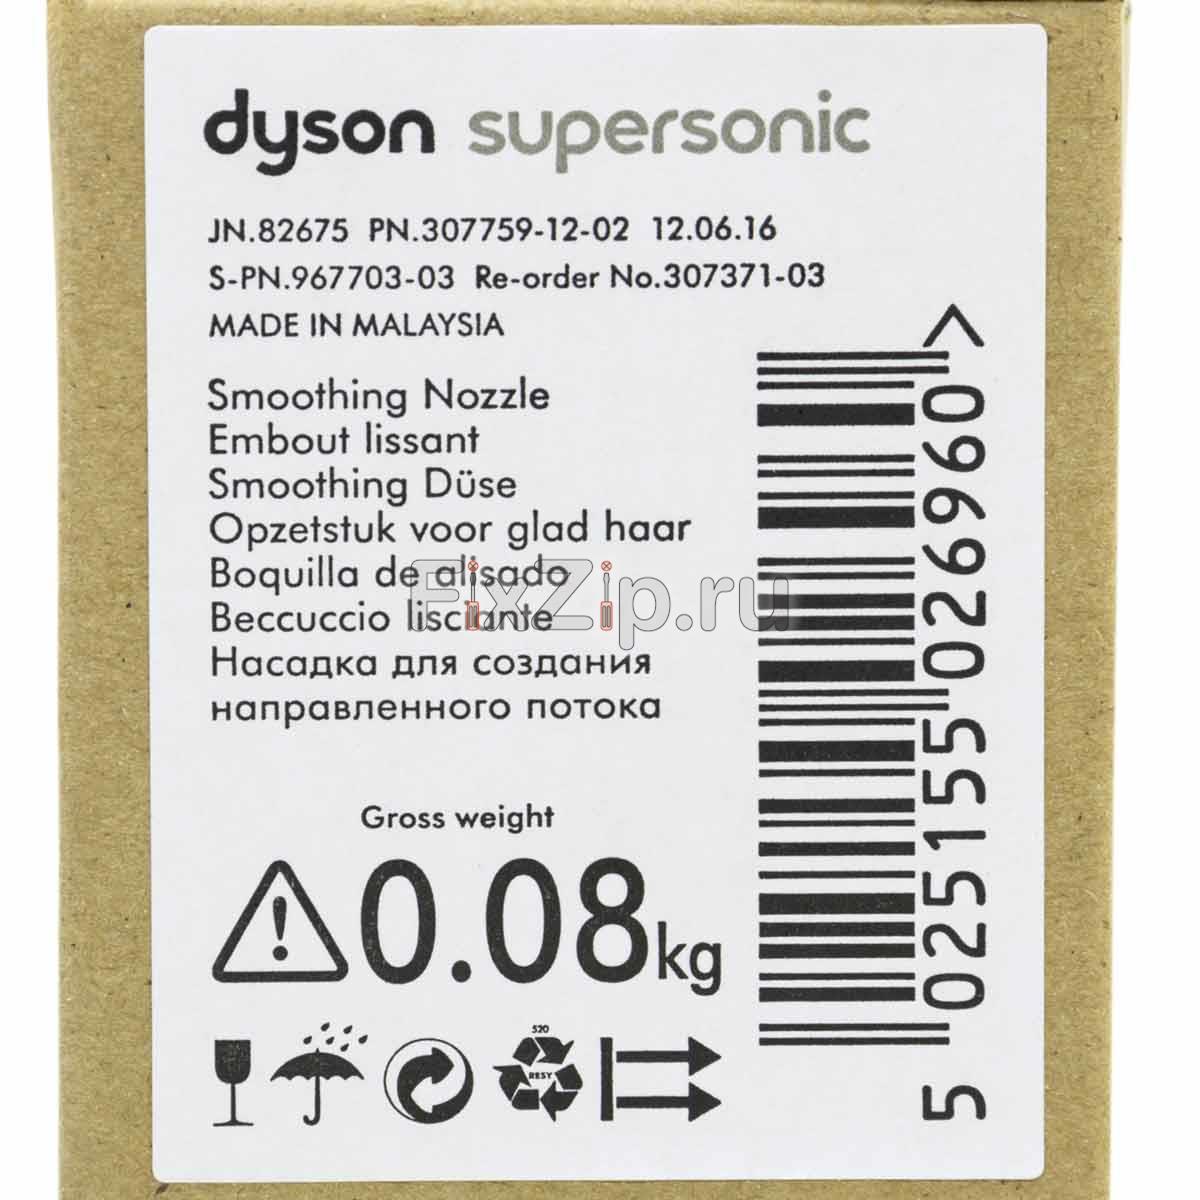 dyson supersonic
JN.82675 PN.307759-12-02 12.06.16
S-PN.967703-03 Re-order No.307371-03
MADE IN MALAYSIA
Smoothing Nozzle
Embout lissant
Smoothing Düse
Opzetstuk voor glad haar
Boquilla de alisado
Beccuccio lisciante
Насадка для создания
направленного потока
FixZip.ru
Gross weight
0.08kg
520
RESY
5 025155 026960 >